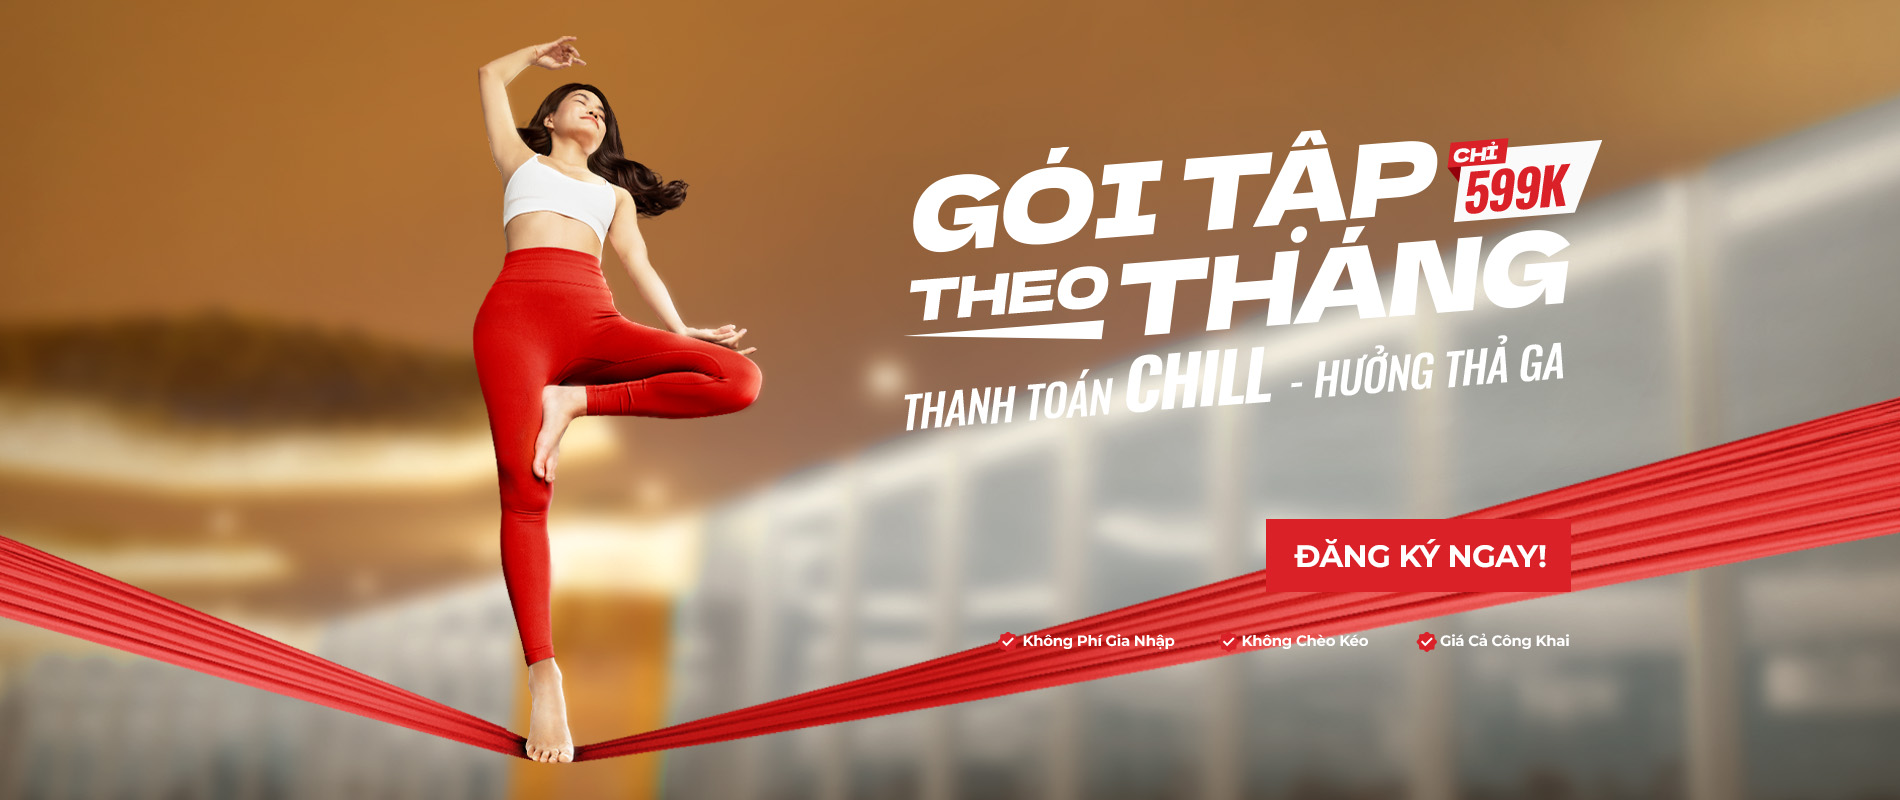 GÓI TẬP
CHỈ
599K
THEO THÁNG
THANH TOÁN CHILL - HƯỞNG THẢ GA
ĐĂNG KÝ NGAY!
Không Phí Gia Nhập
Không Chèo Kéo
Giá Cả Công Khai